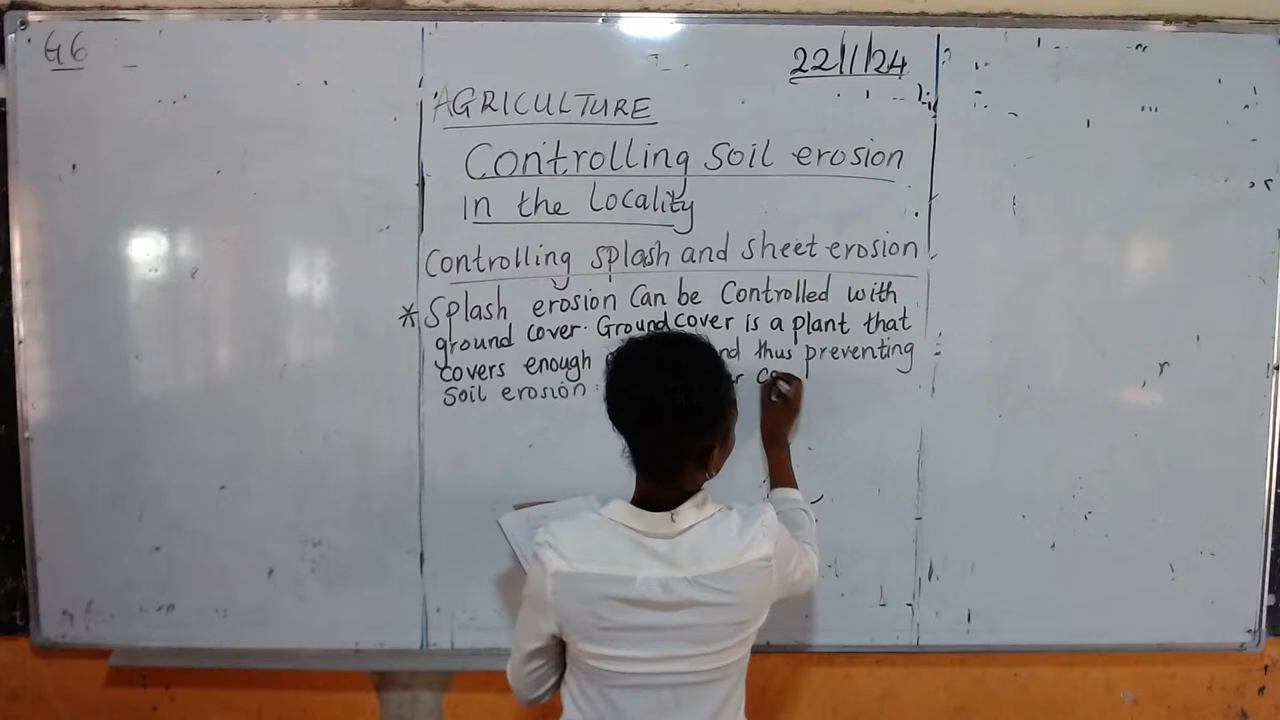 G6
22/1/24
AGRICULTURE
Controlling soil erosion
in the locality
Controlling splash and sheet erosion
* Splash erosion can be controlled with
ground cover. Ground cover is a plant that
covers enough thus preventing
soil erosion